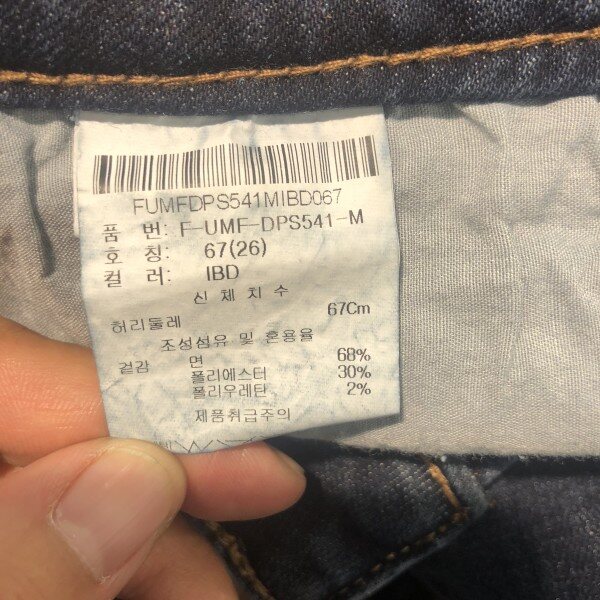 FUMFDPS541MIBD067
품 번: F-UMF-DPS541-M
호 칭: 67(26)
컬 러: IBD
신 체 치 수
허리둘레 67Cm
조성섬유 및 혼용율
겉감 면 68%
폴리에스터 30%
폴리우레탄 2%
제품취급주의